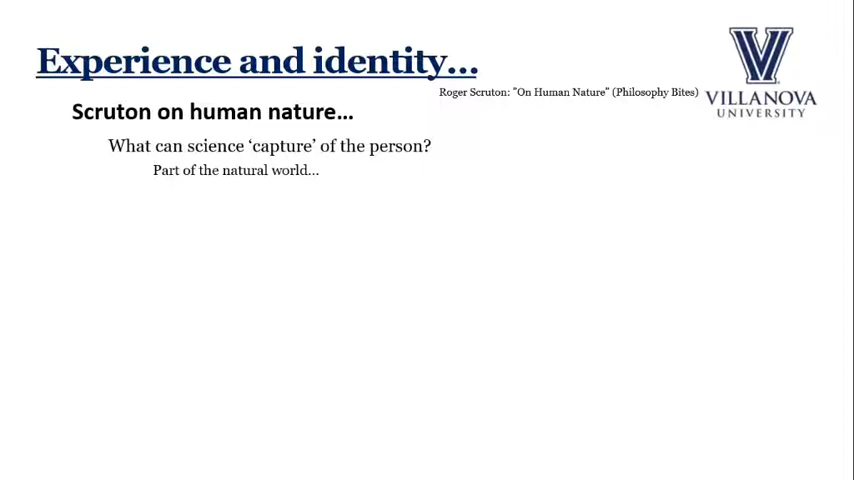 Experience and identity...
Roger Scruton: "On Human Nature" (Philosophy Bites)
VILLANOVA
UNIVERSITY
Scruton on human nature...
What can science ‘capture’ of the person?
Part of the natural world...